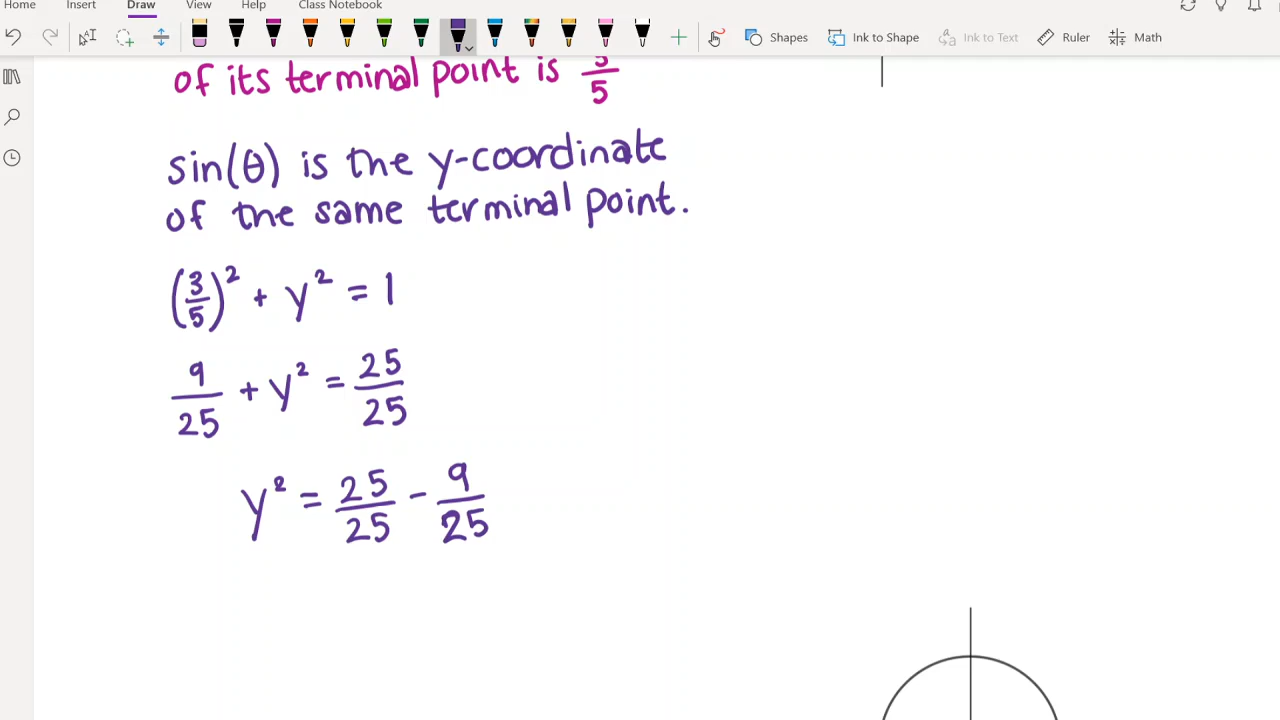 Home Insert Draw View Help Class Notebook
Shapes Ink to Shape Ink to Text Ruler Math
of its terminal point is 3/5
sin(θ) is the y-coordinate
of the same terminal point.
(3/5)² + y² = 1
9/25 + y² = 25/25
y² = 25/25 - 9/25